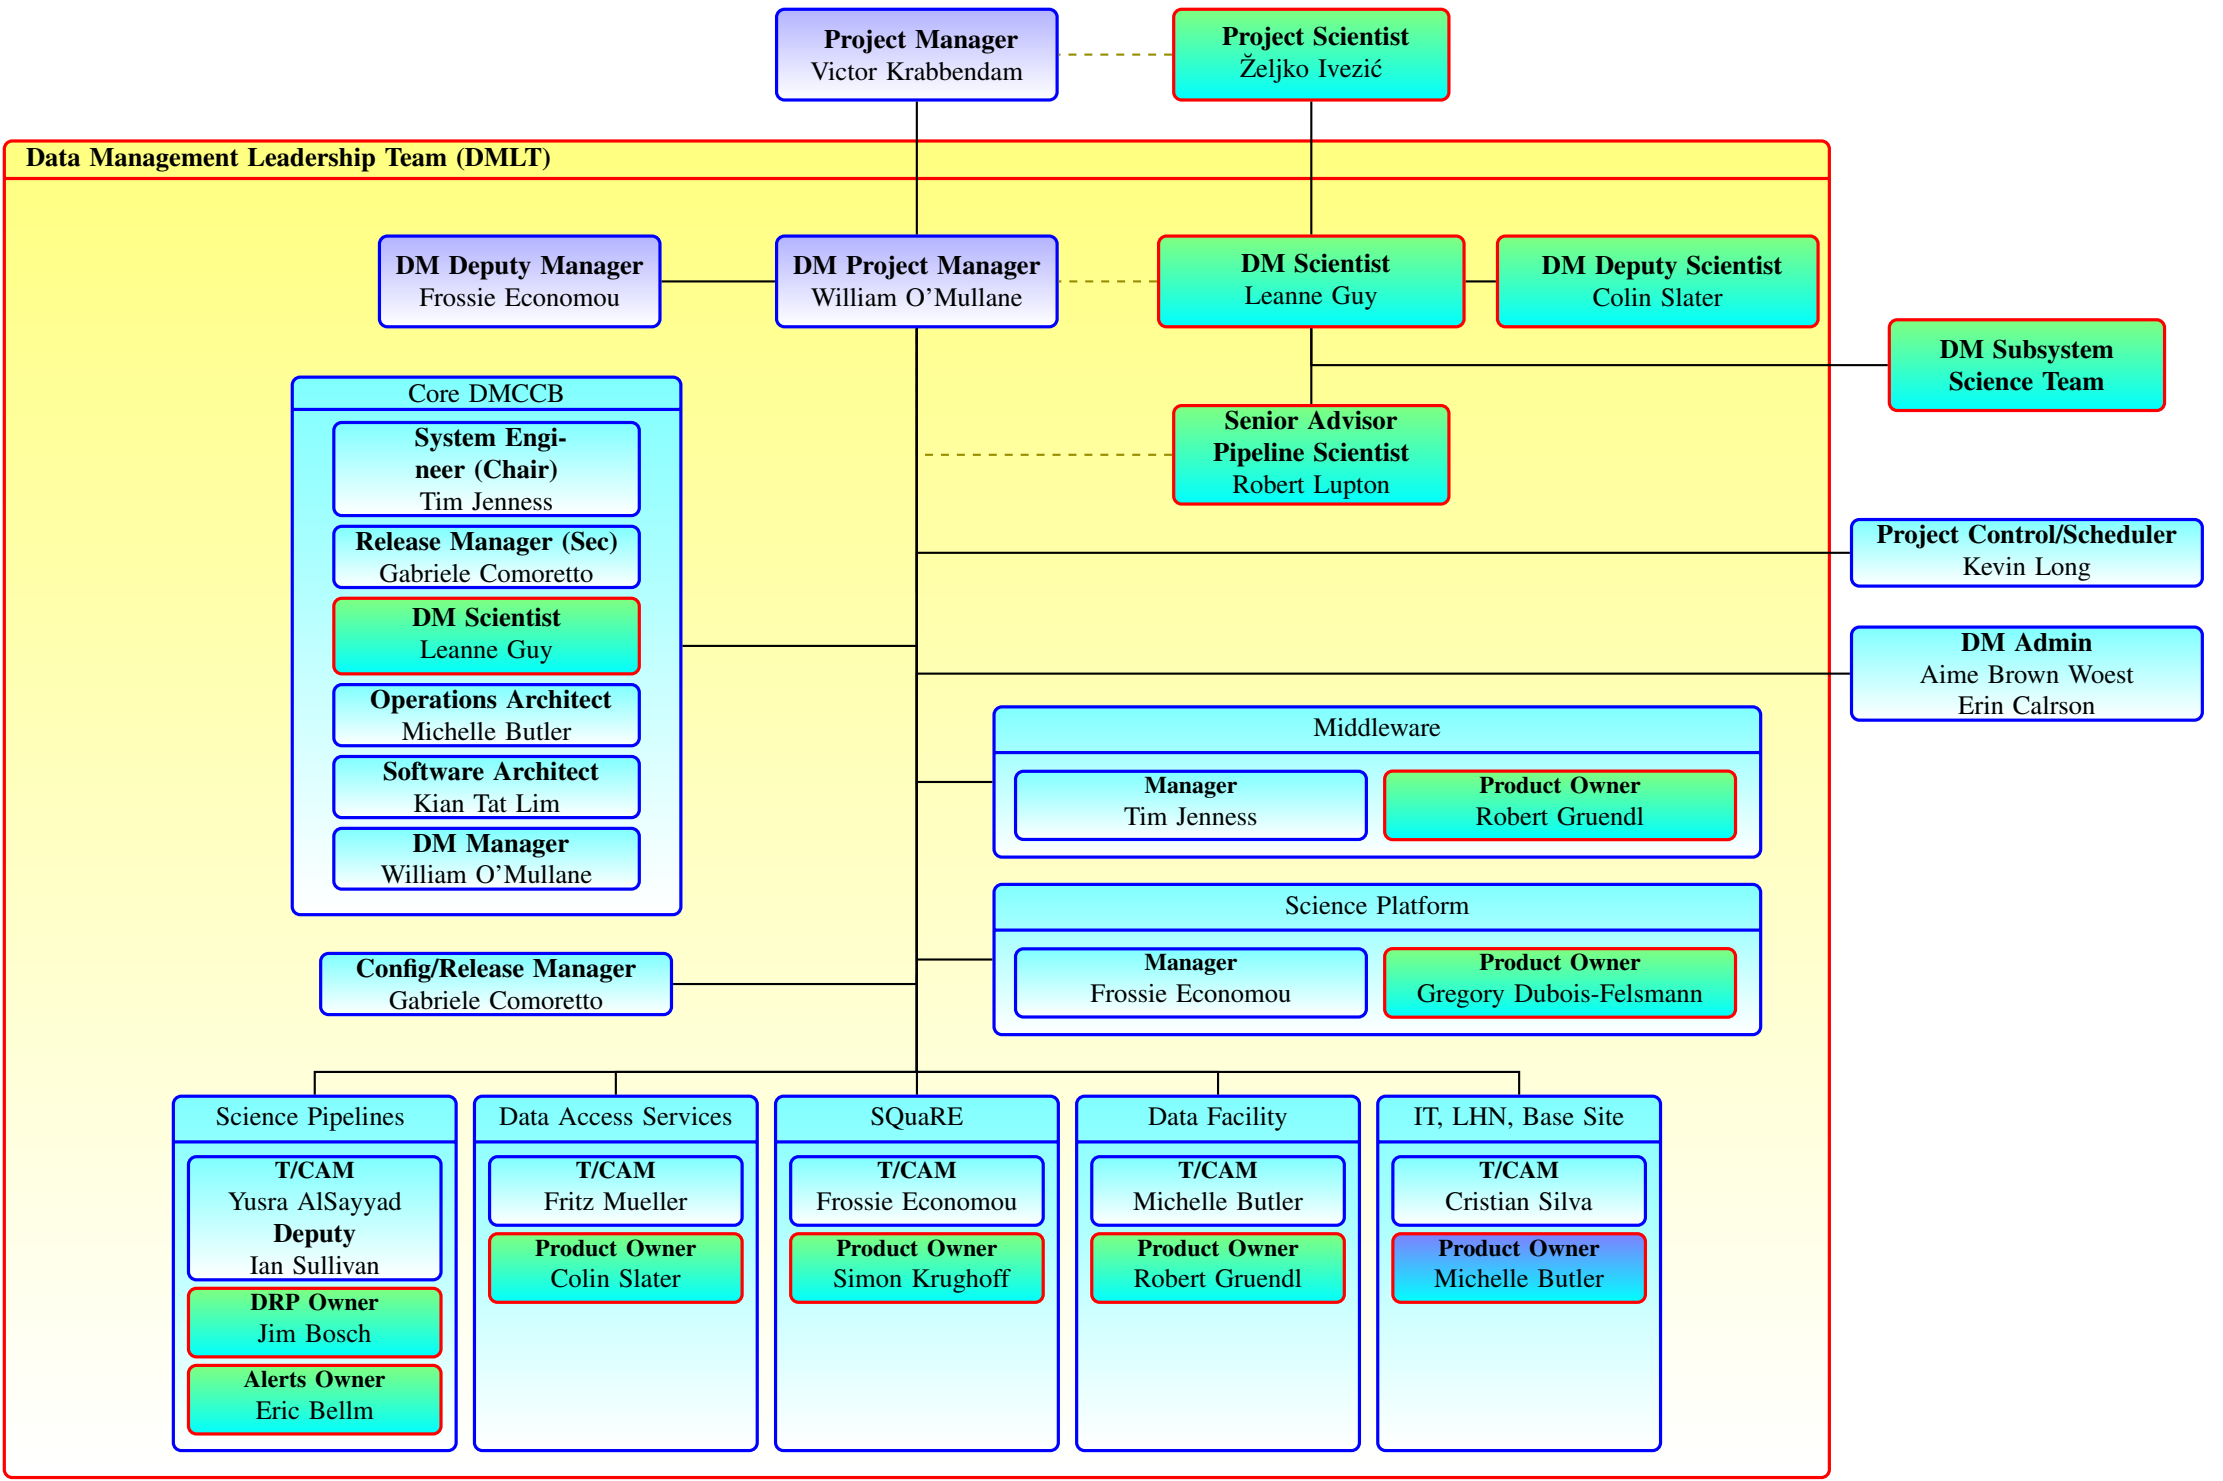 Project Manager
Victor Krabbendam
Project Scientist
Željko Ivezić
Data Management Leadership Team (DMLT)
DM Deputy Manager
Frossie Economou
DM Project Manager
William O'Mullane
DM Scientist
Leanne Guy
DM Deputy Scientist
Colin Slater
DM Subsystem
Science Team
Senior Advisor
Pipeline Scientist
Robert Lupton
Core DMCCB
System Engi-
neer (Chair)
Tim Jenness
Release Manager (Sec)
Gabriele Comoretto
DM Scientist
Leanne Guy
Operations Architect
Michelle Butler
Software Architect
Kian Tat Lim
DM Manager
William O'Mullane
Project Control/Scheduler
Kevin Long
DM Admin
Aime Brown Woest
Erin Calrson
Middleware
Manager
Tim Jenness
Product Owner
Robert Gruendl
Science Platform
Manager
Frossie Economou
Product Owner
Gregory Dubois-Felsmann
Config/Release Manager
Gabriele Comoretto
Science Pipelines
T/CAM
Yusra AlSayyad
Deputy
Ian Sullivan
DRP Owner
Jim Bosch
Alerts Owner
Eric Bellm
Data Access Services
T/CAM
Fritz Mueller
Product Owner
Colin Slater
SQuaRE
T/CAM
Frossie Economou
Product Owner
Simon Krughoff
Data Facility
T/CAM
Michelle Butler
Product Owner
Robert Gruendl
IT, LHN, Base Site
T/CAM
Cristian Silva
Product Owner
Michelle Butler